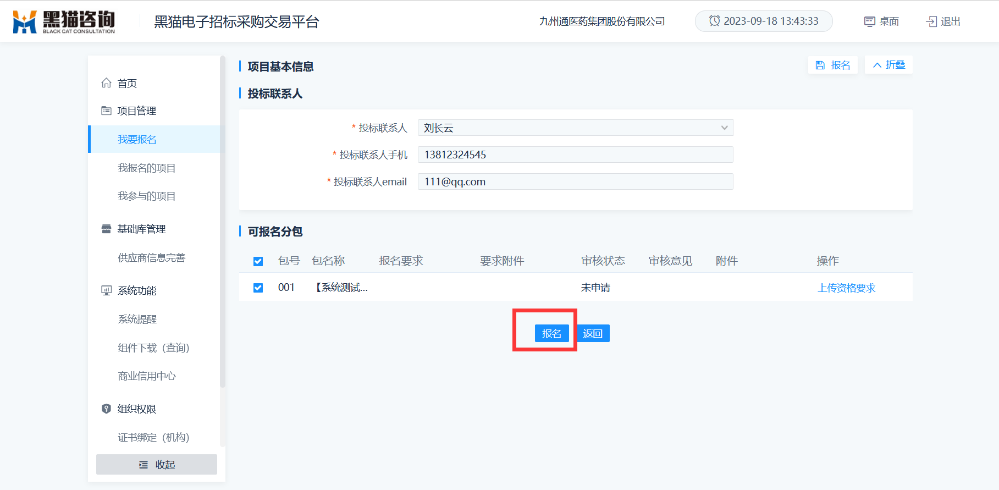 黑猫咨询
BLACK CAT CONSULTATION
黑猫电子招标采购交易平台
九州通医药集团股份有限公司
2023-09-18 13:43:33
桌面
退出
首页
项目管理
我要报名
我报名的项目
我参与的项目
基础库管理
供应商信息完善
系统功能
系统提醒
组件下载（查询）
商业信用中心
组织权限
证书绑定（机构）
收起
项目基本信息
报名
折叠
投标联系人
* 投标联系人 刘长云
* 投标联系人手机 13812324545
* 投标联系人email 111@qq.com
可报名分包
包号 包名称 报名要求 要求附件 审核状态 审核意见 附件 操作
001 【系统测试... 未申请 上传资格要求
报名 返回